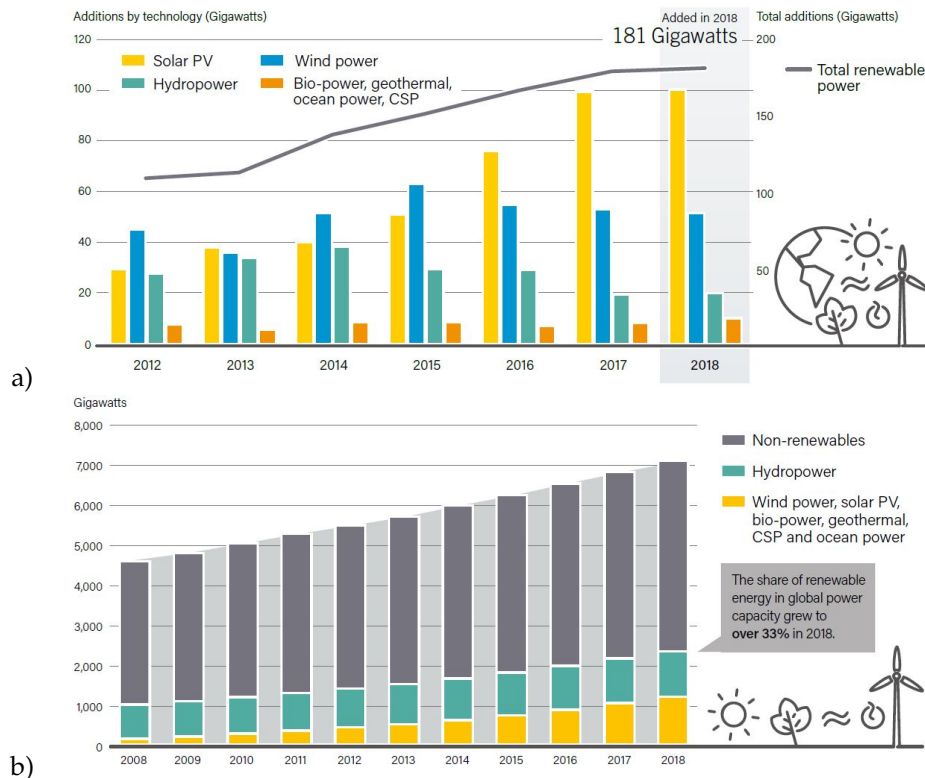 Additions by technology (Gigawatts)
Added in 2018
181 Gigawatts
Total additions (Gigawatts)
120
200
Solar PV
Wind power
Hydropower
Bio-power, geothermal,
ocean power, CSP
Total renewable
power
100
150
80
60
100
40
50
20
0
2012
2013
2014
2015
2016
2017
2018
a)
Gigawatts
8,000
7,000
6,000
5,000
4,000
3,000
2,000
1,000
0
Non-renewables
Hydropower
Wind power, solar PV,
bio-power, geothermal,
CSP and ocean power
The share of renewable
energy in global power
capacity grew to
over 33% in 2018.
2008
2009
2010
2011
2012
2013
2014
2015
2016
2017
2018
b)